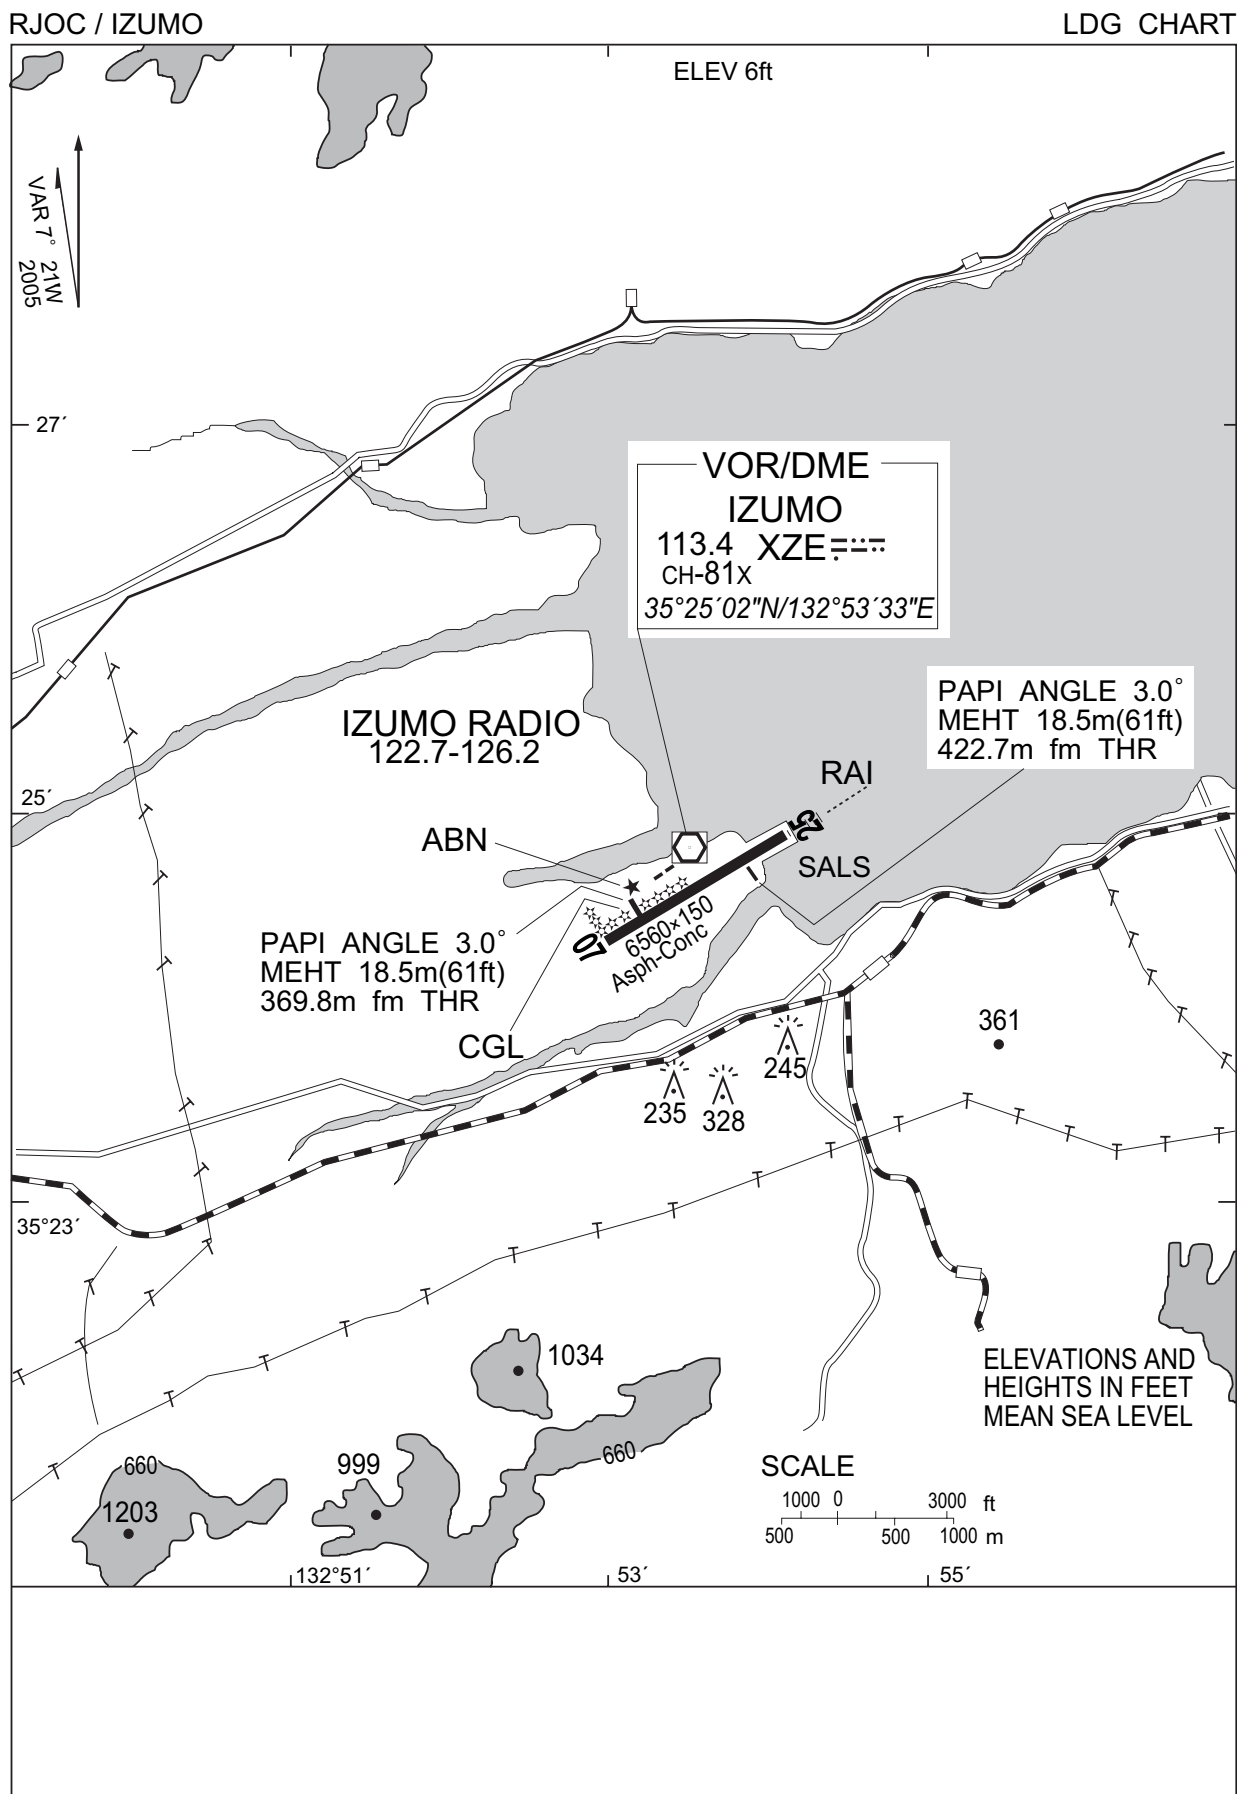 RJOC / IZUMO
LDG CHART
ELEV 6ft
VAR 7° 21W
2005
27´
VOR/DME
IZUMO
113.4 XZE
CH-81X
35°25´02"N/132°53´33"E
PAPI ANGLE 3.0°
MEHT 18.5m(61ft)
422.7m fm THR
IZUMO RADIO
122.7-126.2
RAI
25´
25
ABN
SALS
6560×150
Asph-Conc
07
PAPI ANGLE 3.0°
MEHT 18.5m(61ft)
369.8m fm THR
CGL
361
245
235
328
35°23´
1034
ELEVATIONS AND
HEIGHTS IN FEET
MEAN SEA LEVEL
660
999
660
1203
SCALE
1000 0 3000 ft
500 500 1000 m
132°51´
53´
55´